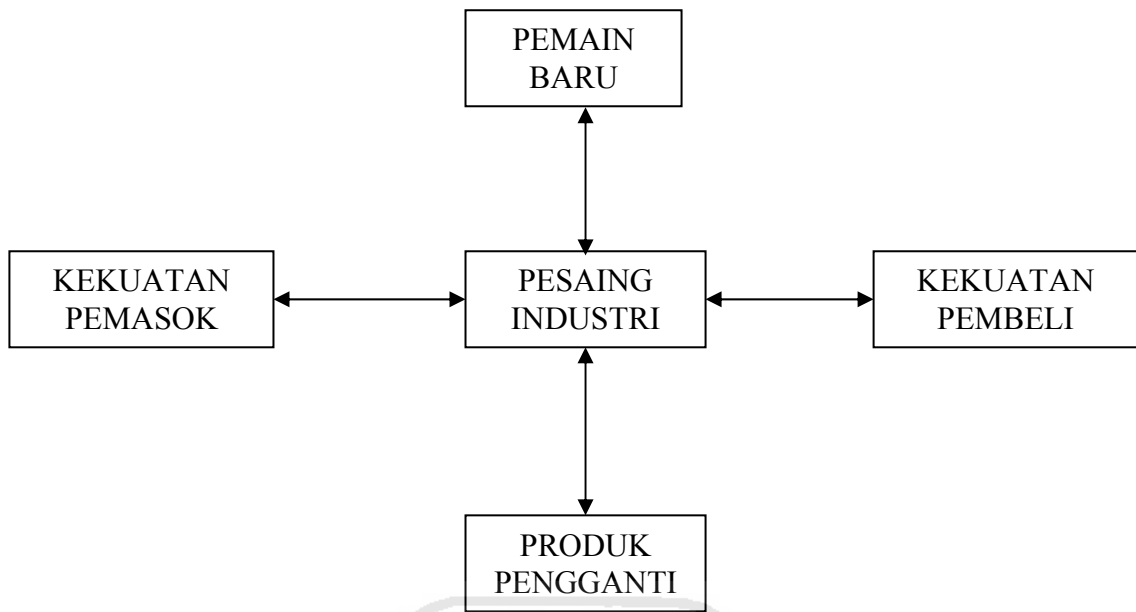 PEMAIN
BARU
KEKUATAN
PEMASOK
PESAING
INDUSTRI
KEKUATAN
PEMBELI
PRODUK
PENGGANTI